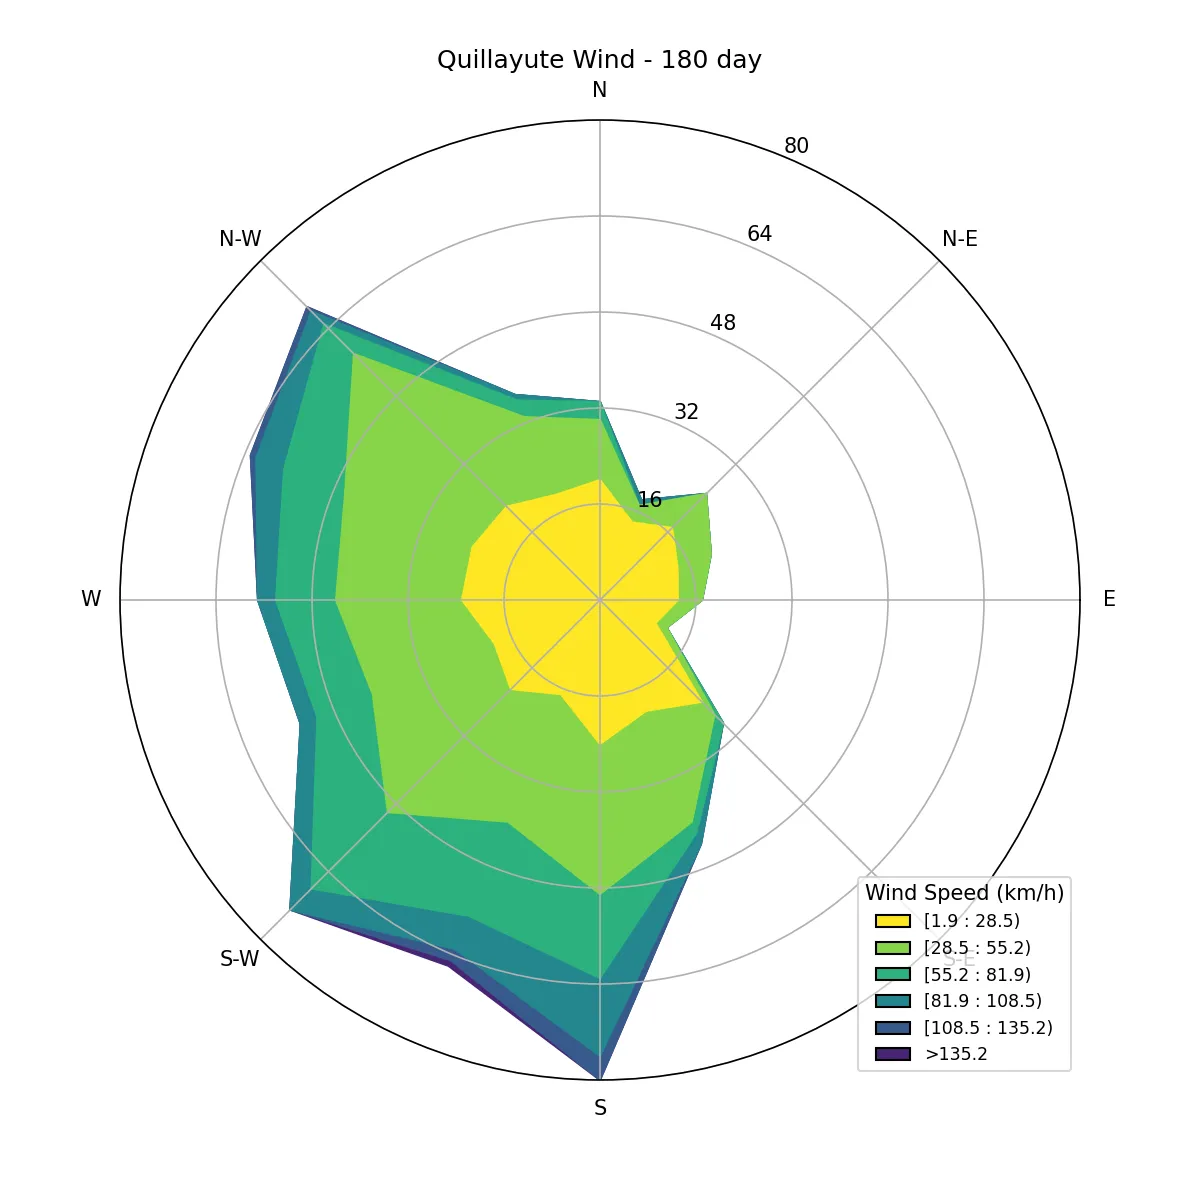 Quillayute Wind - 180 day
N
80
N-W
64
N-E
48
32
16
W
E
S-W
S-E
S
Wind Speed (km/h)
[1.9 : 28.5)
[28.5 : 55.2)
[55.2 : 81.9)
[81.9 : 108.5)
[108.5 : 135.2)
>135.2